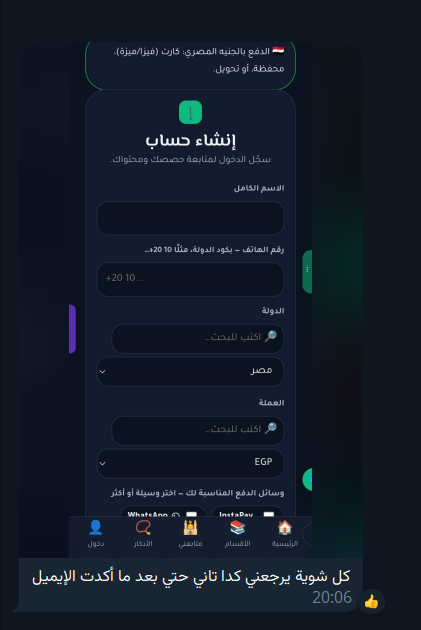 🇪🇬 الدفع بالجنيه المصري: كارت (فيزا/ميزة)،
محفظة، أو تحويل.
إنشاء حساب
سجّل الدخول لمتابعة حصصك ومحتواك.
الاسم الكامل
رقم الهاتف — بكود الدولة، مثلًا 10 20+...
+20 10...
الدولة
🔎 اكتب للبحث...
مصر
العملة
🔎 اكتب للبحث...
EGP
وسائل الدفع المناسبة لك — اختر وسيلة أو أكثر
InstaPay WhatsApp
الرئيسية الأقسام متابعتي الأذكار دخول
كل شوية يرجعني كدا تاني حتي بعد ما أكدت الإيميل
20:06
👍